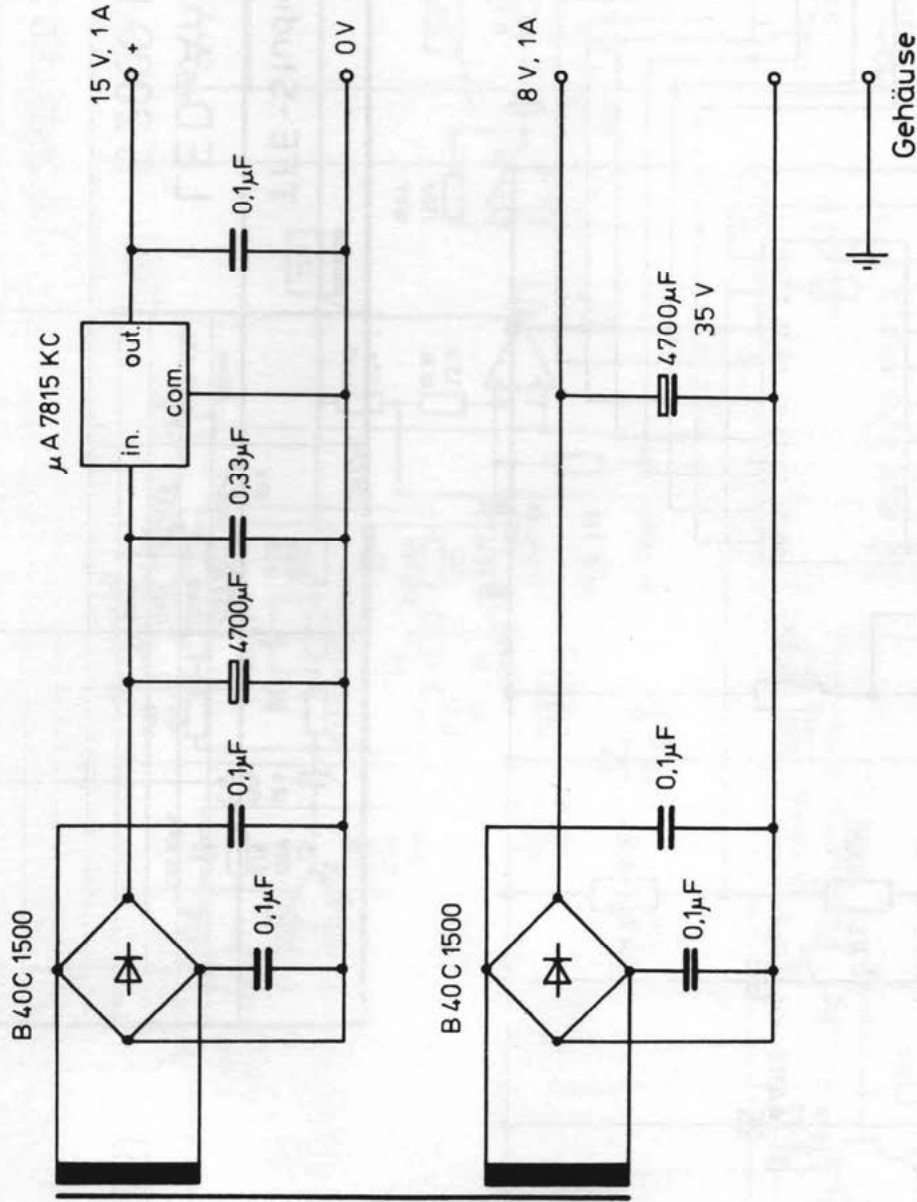 B 40C 1500
0,1µF
0,1µF
4700µF
0,33µF
µA 7815 KC
in.
out.
com.
0,1µF
15 V, 1 A
+
0 V
B 40C 1500
0,1µF
0,1µF
4700µF
35 V
8 V, 1A
Gehäuse